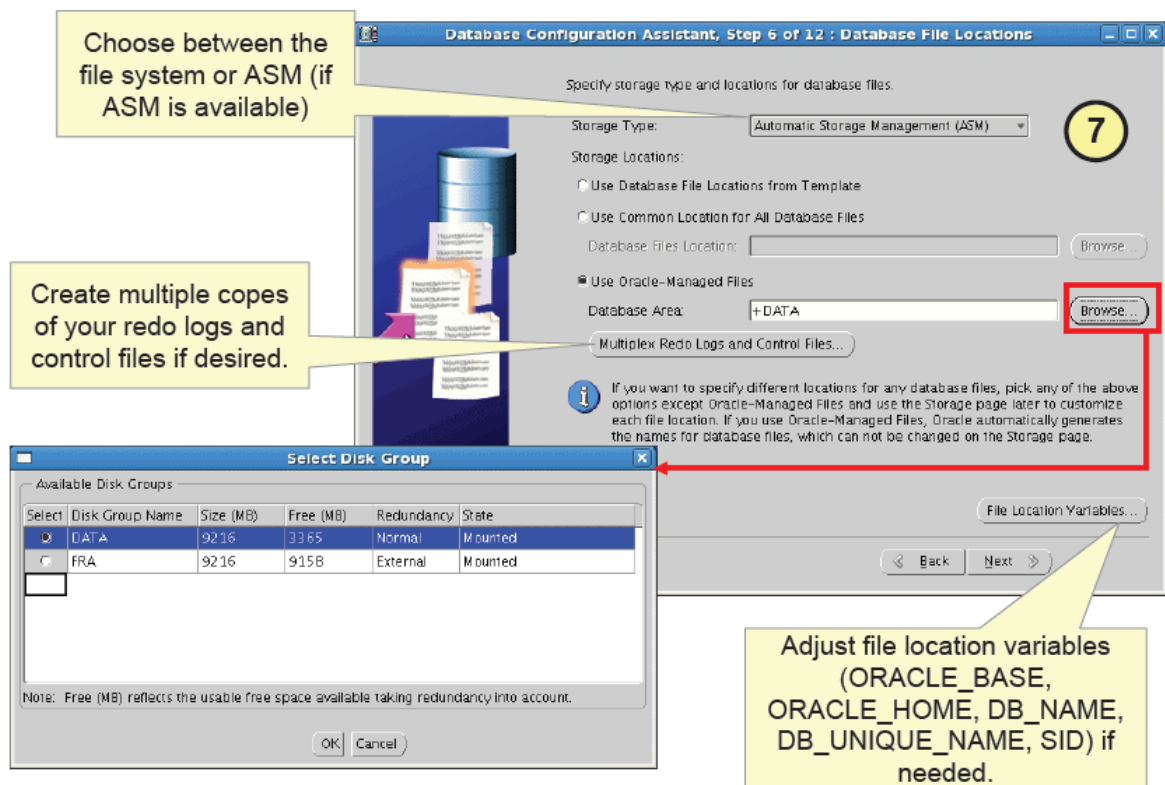 Choose between the
file system or ASM (if
ASM is available)
Database Configuration Assistant, Step 6 of 12 : Database File Locations
Specify storage type and locations for database files.
Storage Type: Automatic Storage Management (ASM)
7
Storage Locations:
Use Database File Locations from Template
Use Common Location for All Database Files
Database Files Location: Browse...
Create multiple copes
of your redo logs and
control files if desired.
Use Oracle-Managed Files
Database Area: +DATA Browse...
Multiplex Redo Logs and Control Files...
If you want to specify different locations for any database files, pick any of the above
options except Oracle-Managed Files and use the Storage page later to customize
each file location. If you use Oracle-Managed Files, Oracle automatically generates
the names for database files, which can not be changed on the Storage page.
Select Disk Group
Available Disk Groups
Select Disk Group Name Size (MB) Free (MB) Redundancy State
DATA 9216 3365 Normal Mounted
FRA 9216 9158 External Mounted
Note: Free (MB) reflects the usable free space available taking redundancy into account.
OK Cancel
File Location Variables...
Back Next
Adjust file location variables
(ORACLE_BASE,
ORACLE_HOME, DB_NAME,
DB_UNIQUE_NAME, SID) if
needed.